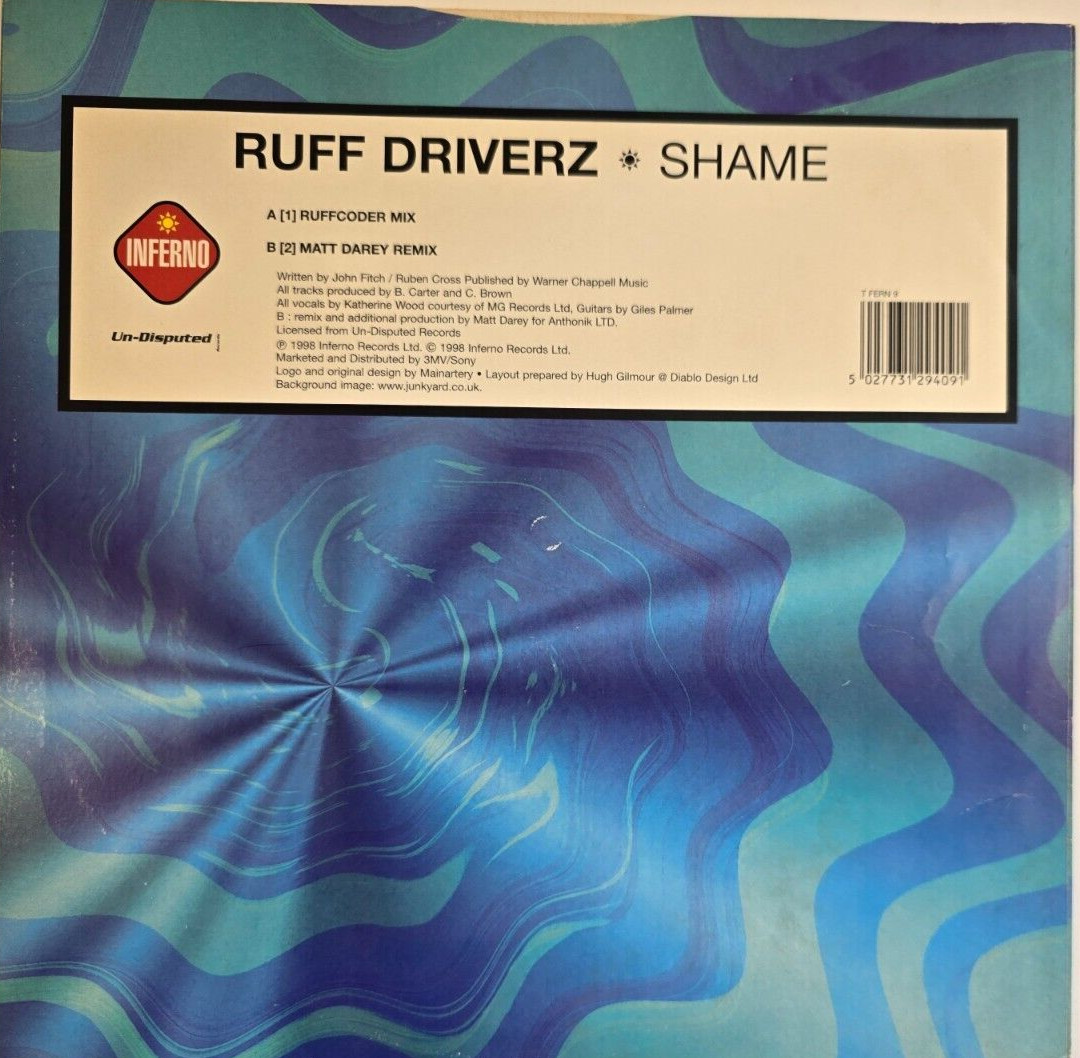 RUFF DRIVERZ ☀ SHAME
A [1] RUFFCODER MIX
INFERNO
B [2] MATT DAREY REMIX
Written by John Fitch / Ruben Cross Published by Warner Chappell Music
All tracks produced by B. Carter and C. Brown
All vocals by Katherine Wood courtesy of MG Records Ltd, Guitars by Giles Palmer
B : remix and additional production by Matt Darey for Anthonik LTD.
Licensed from Un-Disputed Records
Un-Disputed
℗ 1998 Inferno Records Ltd. © 1998 Inferno Records Ltd.
Marketed and Distributed by 3MV/Sony
Logo and original design by Mainartery • Layout prepared by Hugh Gilmour @ Diablo Design Ltd
Background image: www.junkyard.co.uk.
T FERN 9
5 027731 294091